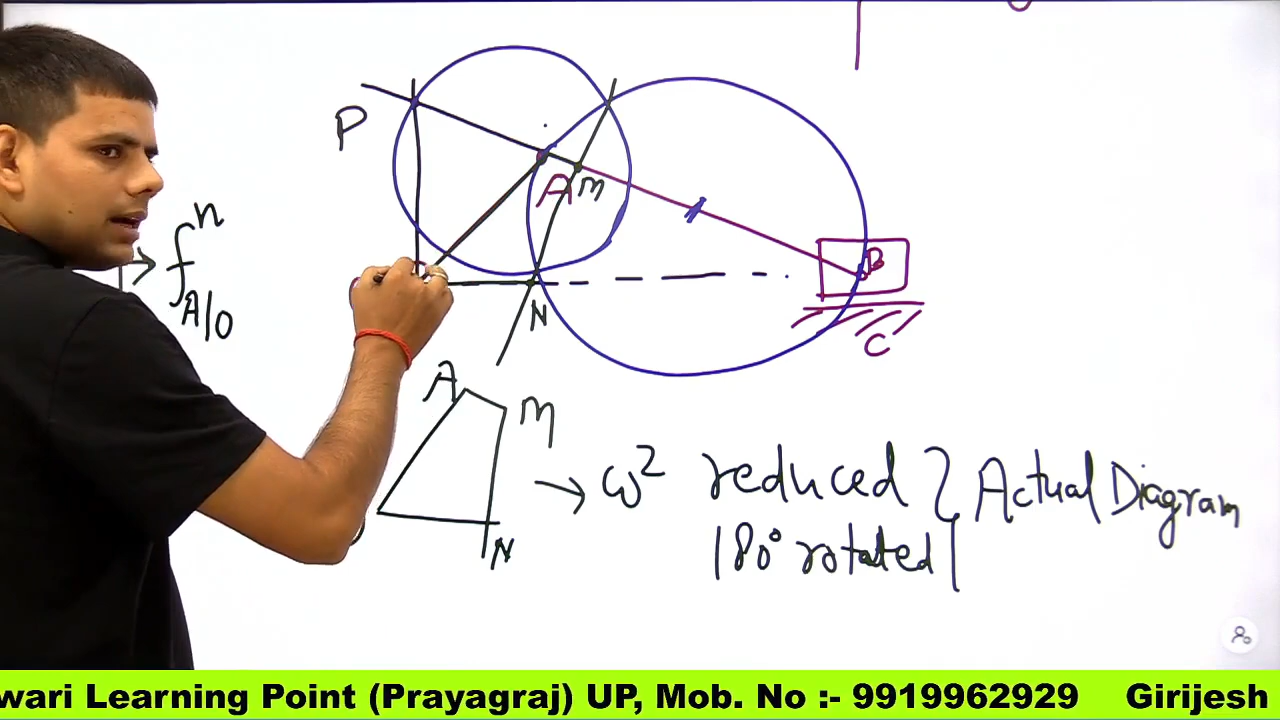 P
A
M
B
N
C
f n A/O
A
M
N
→ ω² reduced } Actual Diagram
180° rotated
wari Learning Point (Prayagraj) UP, Mob. No :- 9919962929 Girijesh